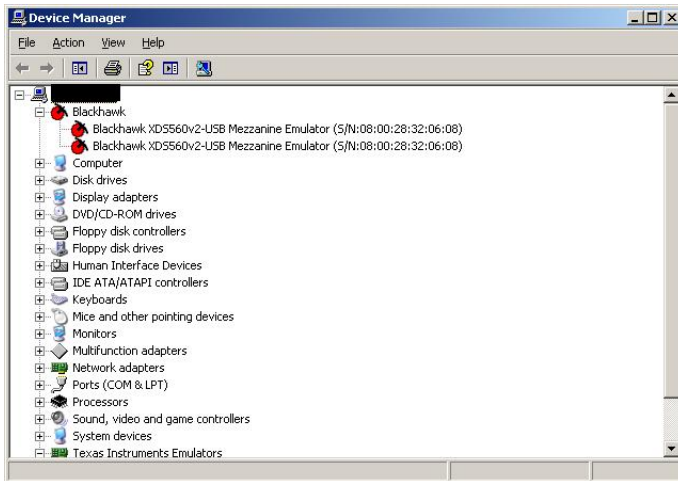 Device Manager
File Action View Help
Blackhawk
Blackhawk XDS560v2-USB Mezzanine Emulator (S/N:08:00:28:32:06:08)
Blackhawk XDS560v2-USB Mezzanine Emulator (S/N:08:00:28:32:06:08)
Computer
Disk drives
Display adapters
DVD/CD-ROM drives
Floppy disk controllers
Floppy disk drives
Human Interface Devices
IDE ATA/ATAPI controllers
Keyboards
Mice and other pointing devices
Monitors
Multifunction adapters
Network adapters
Ports (COM & LPT)
Processors
Sound, video and game controllers
System devices
Texas Instruments Emulators